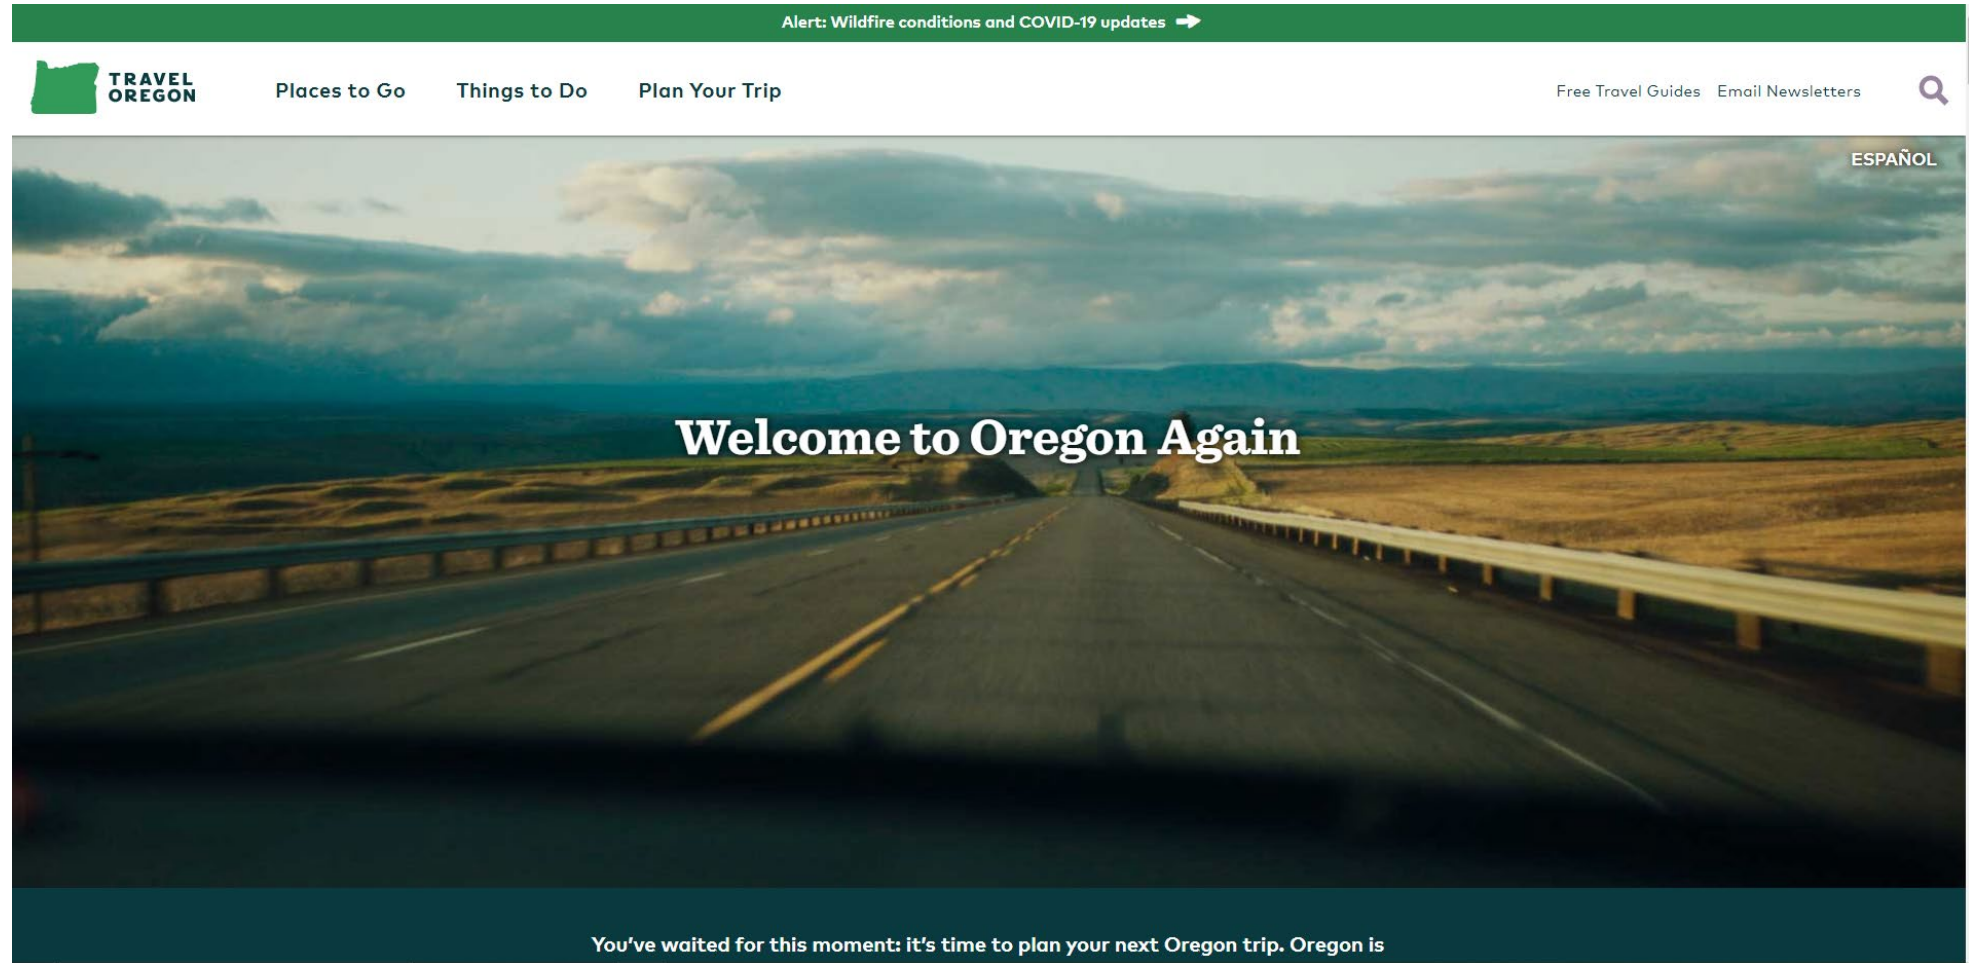 Alert: Wildfire conditions and COVID-19 updates
TRAVEL
OREGON
Places to Go
Things to Do
Plan Your Trip
Free Travel Guides
Email Newsletters
ESPAÑOL
Welcome to Oregon Again
You've waited for this moment: it's time to plan your next Oregon trip. Oregon is